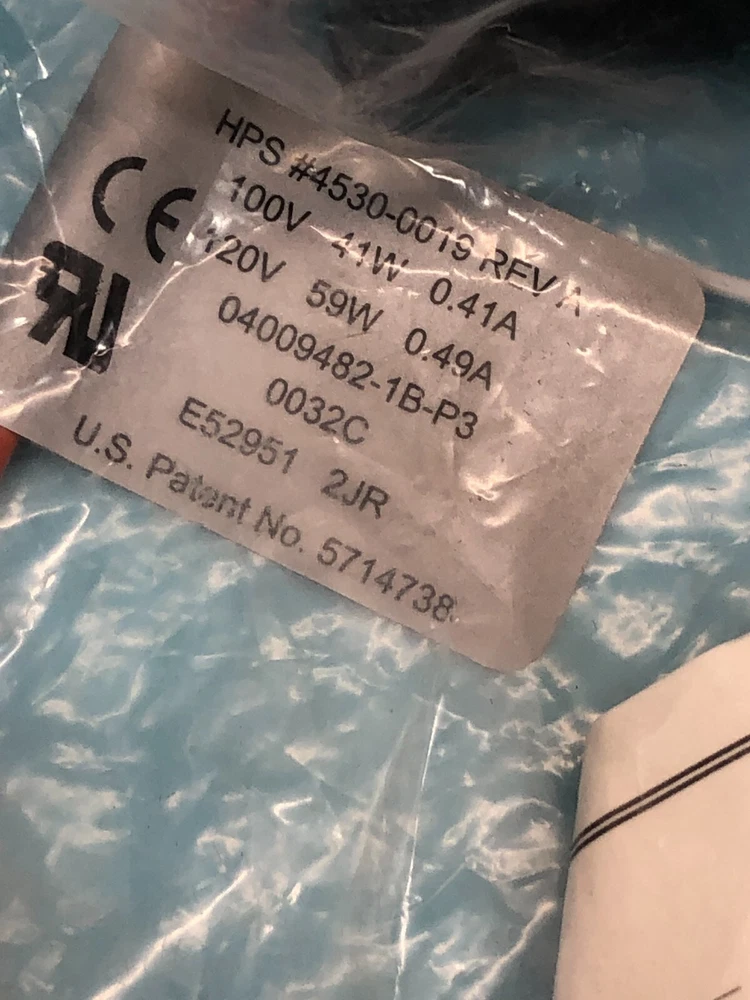 HPS #4530-0019 REV A
100V 41W 0.41A
120V 59W 0.49A
04009482-1B-P3
0032C
E52951 2JR
U.S. Patent No. 5714738
CE